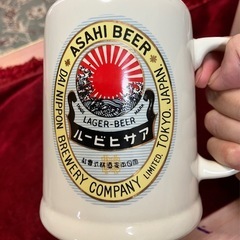 ASAHI BEER
LAGER-BEER
アサヒビール
DAI NIPPON BREWERY COMPANY LIMITED. TOKYO. JAPAN